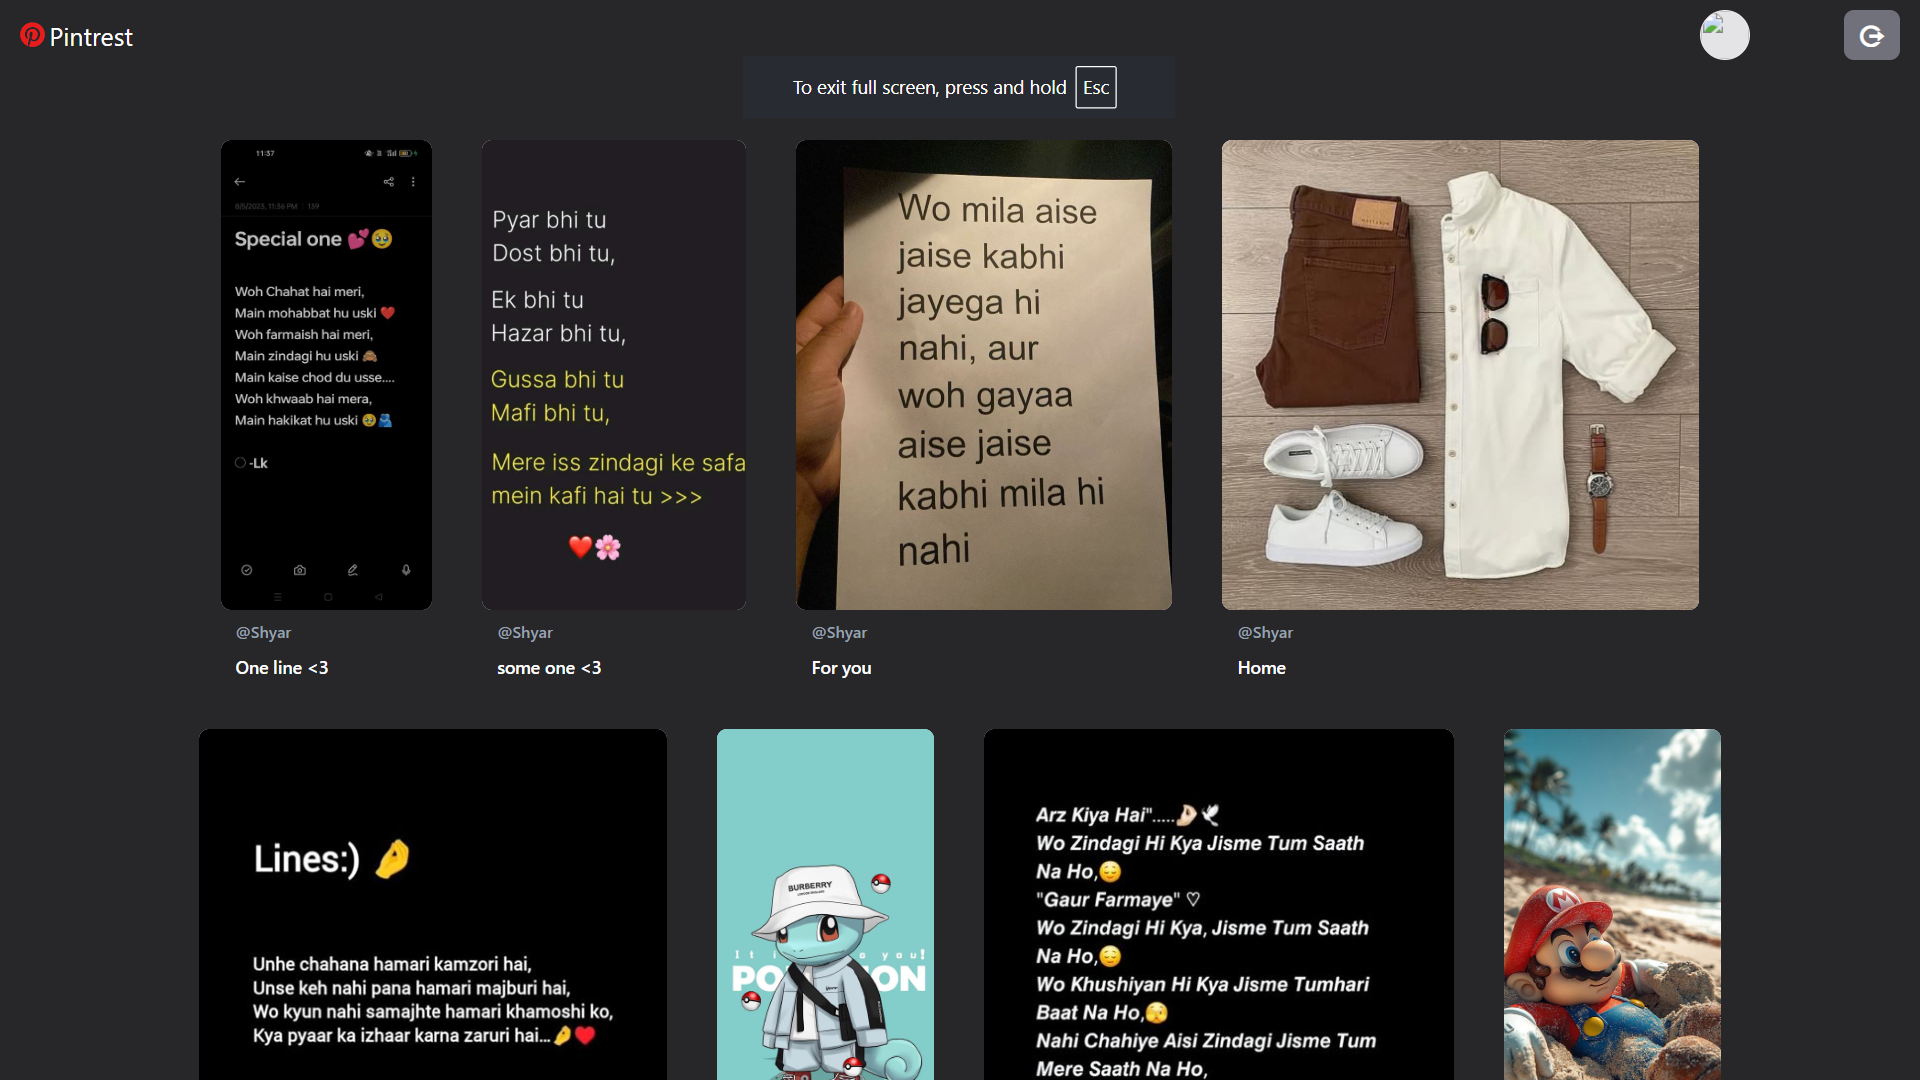 Pintrest
To exit full screen, press and hold Esc
11:37
8/5/2023, 11:36 PM | 139
Special one 💕🥹
Woh Chahat hai meri,
Main mohabbat hu uski ❤️
Woh farmaish hai meri,
Main zindagi hu uski 🙈
Main kaise chod du usse....
Woh khwaab hai mera,
Main hakikat hu uski 🥹🫂
-Lk
@Shyar
One line <3
Pyar bhi tu
Dost bhi tu,
Ek bhi tu
Hazar bhi tu,
Gussa bhi tu
Mafi bhi tu,
Mere iss zindagi ke safa
mein kafi hai tu >>>
❤️🌸
@Shyar
some one <3
Wo mila aise
jaise kabhi
jayega hi
nahi, aur
woh gayaa
aise jaise
kabhi mila hi
nahi
@Shyar
For you
@Shyar
Home
Lines:) 🤌
Unhe chahana hamari kamzori hai,
Unse keh nahi pana hamari majburi hai,
Wo kyun nahi samajhte hamari khamoshi ko,
Kya pyaar ka izhaar karna zaruri hai...🤌❤️
BURBERRY
It i o you!
PO ON
Arz Kiya Hai".....🤌🏻🕊
Wo Zindagi Hi Kya Jisme Tum Saath
Na Ho,😌
"Gaur Farmaye" ♡
Wo Zindagi Hi Kya, Jisme Tum Saath
Na Ho,😌
Wo Khushiyan Hi Kya Jisme Tumhari
Baat Na Ho,🫣
Nahi Chahiye Aisi Zindagi Jisme Tum
Mere Saath Na Ho,
M